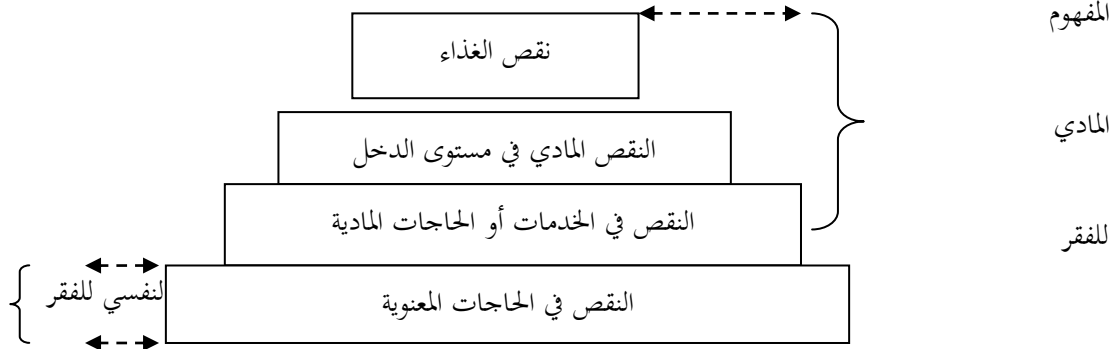 المفهوم
نقص الغذاء
المادي
النقص المادي في مستوى الدخل
النقص في الخدمات أو الحاجات المادية
للفقر
لنفسي للفقر
النقص في الحاجات المعنوية